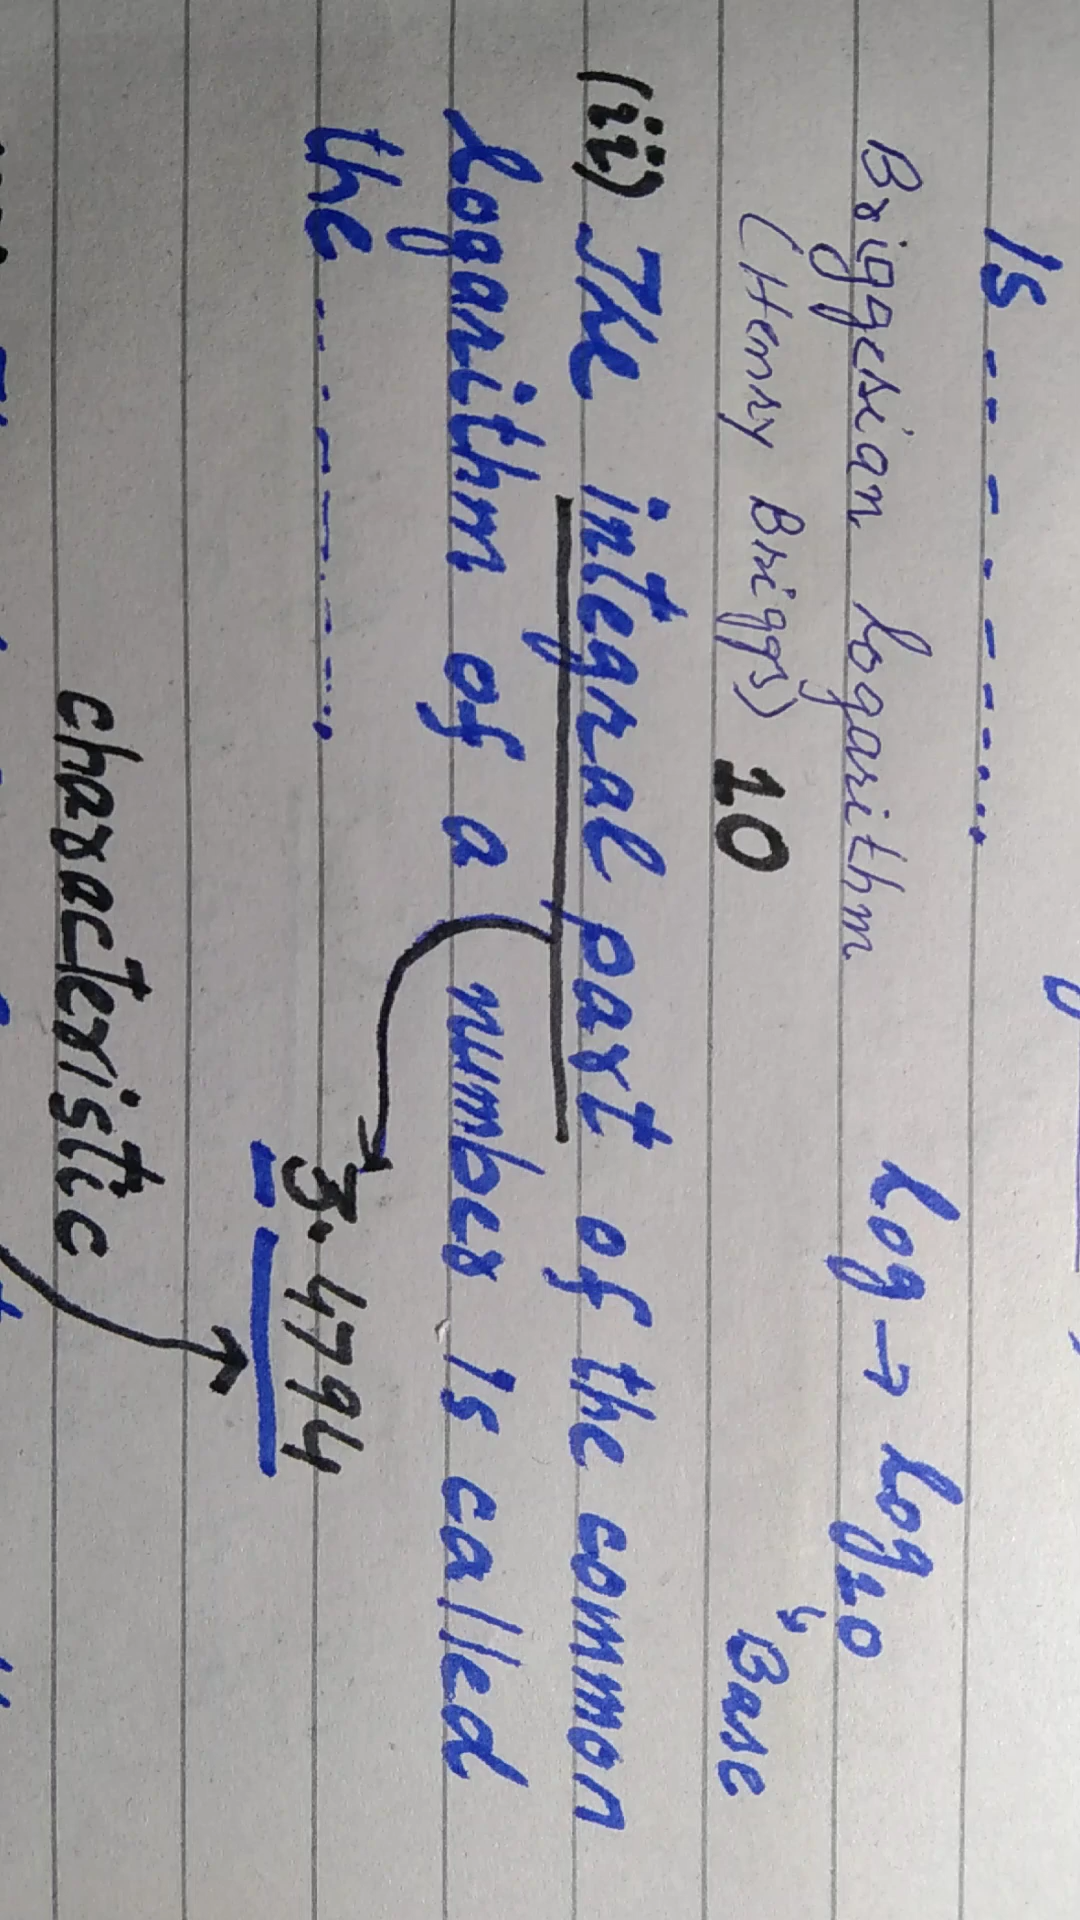 Is - - - - - - - ...
Briggesian logarithm log → log10
(Henry Briggs) 10 ↳ Base
(ii) The integral part of the common
logarithm of a number is called
the ...........
3.4794
characteristic